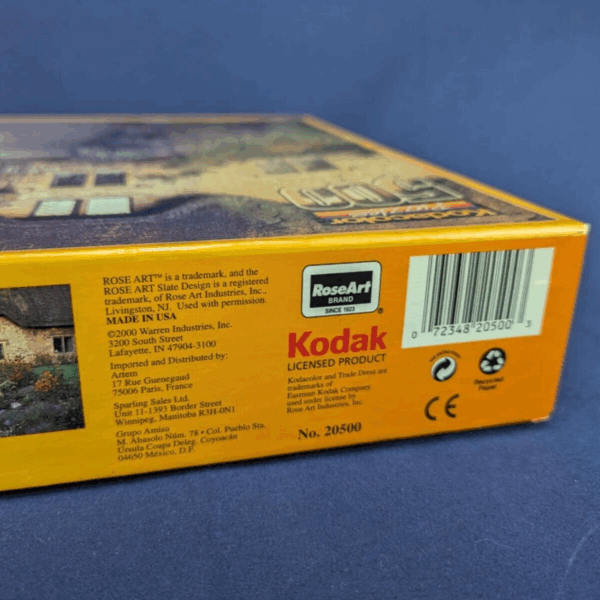 Kodacolor
500
ROSE ART™ is a trademark, and the
ROSE ART Slate Design is a registered
trademark, of Rose Art Industries, Inc.,
Livingston, NJ. Used with permission.
MADE IN USA
©2000 Warren Industries, Inc.
3200 South Street
Lafayette, IN 47904-3100
Imported and Distributed by:
Artem
17 Rue Guenegaud
75006 Paris, France
Sparling Sales Ltd.
Unit 11-1393 Border Street
Winnipeg, Manitoba R3H-0N1
Grupo Amiau
M. Abasolo Núm. 78 • Col. Pueblo Sta.
Úrsula Coapa Deleg. Coyoacán
04650 México, D.F.
RoseArt®
BRAND
SINCE 1923
Kodak
LICENSED PRODUCT
Kodacolor and Trade Dress are
trademarks of
Eastman Kodak Company
used under license by
Rose Art Industries, Inc.
No. 20500
0 72348 20500 3
Recyclable
Paper
CE